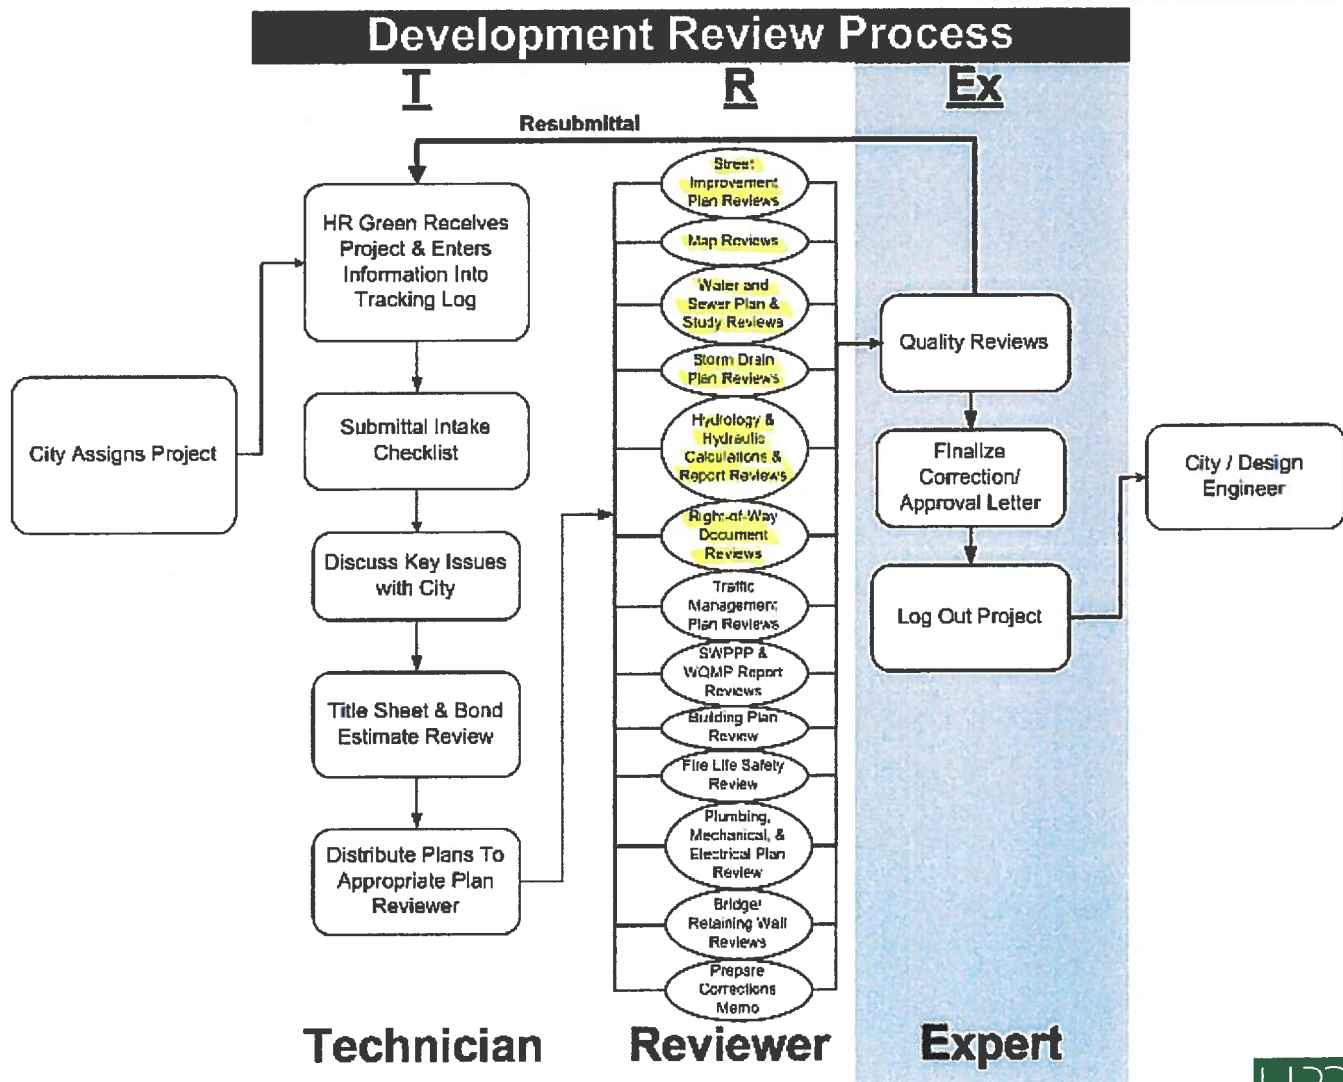 Development Review Process
T
R
Ex
Resubmittal
City Assigns Project
HR Green Receives
Project & Enters
Information Into
Tracking Log
Submittal Intake
Checklist
Discuss Key Issues
with City
Title Sheet & Bond
Estimate Review
Distribute Plans To
Appropriate Plan
Reviewer
Street
Improvement
Plan Reviews
Map Reviews
Water and
Sewer Plan &
Study Reviews
Storm Drain
Plan Reviews
Hydrology &
Hydraulic
Calculations &
Report Reviews
Right-of-Way
Document
Reviews
Traffic
Management
Plan Reviews
SWPPP &
WQMP Report
Reviews
Building Plan
Review
Fire Life Safety
Review
Plumbing,
Mechanical, &
Electrical Plan
Review
Bridge/
Retaining Wall
Reviews
Prepare
Corrections
Memo
Quality Reviews
Finalize
Correction/
Approval Letter
Log Out Project
City / Design
Engineer
Technician
Reviewer
Expert